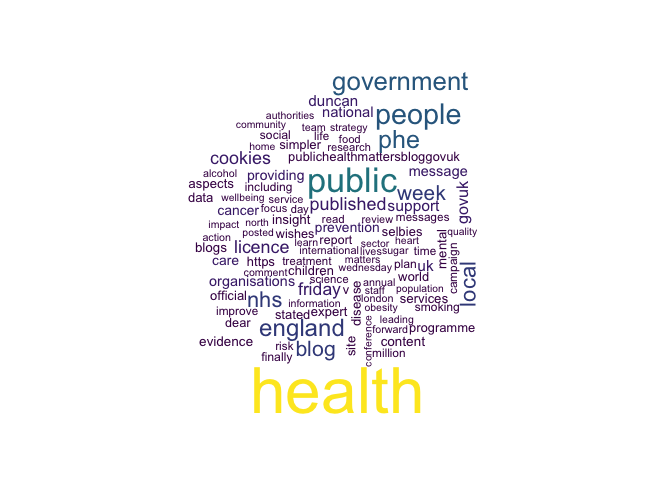 government
duncan
authorities national
people
community team strategy
social life food
phe
home simpler research
cookies publichealthmattersbloggovuk
alcohol providing public message
aspects including week govuk
data wellbeing service published support
cancer focus day
impact north insight read review messages
posted wishes prevention selbies quality
action learn report sector heart
blogs licence international lives sugar time mental
care https treatment matters plan uk campaign
comment children science wednesday world
organisations annual population local
friday v disease staff
official nhs information london services
improve stated expert obesity smoking
dear england leading
conference forward programme
evidence risk blog site content
finally million
health